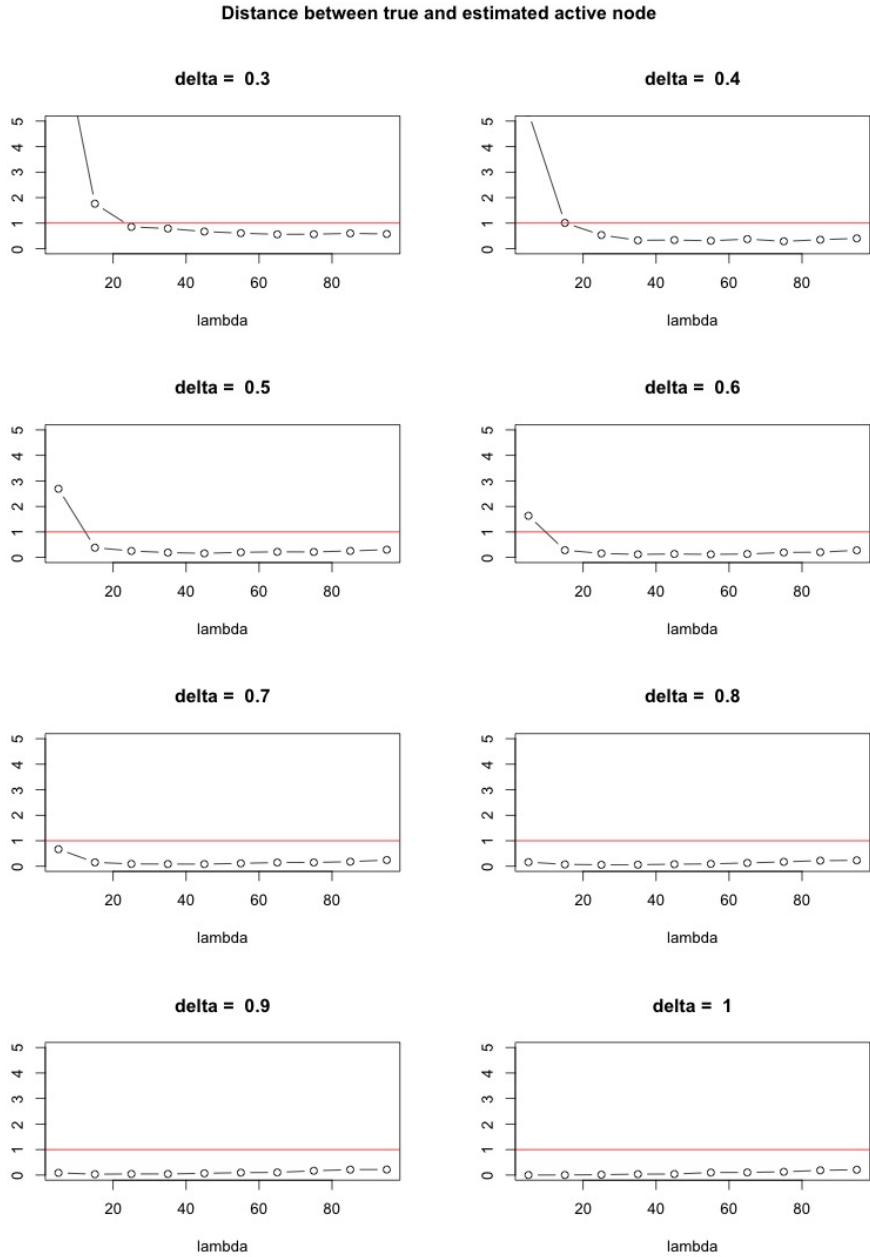 Distance between true and estimated active node
delta =  0.3
5
4
3
2
1
0
20 40 60 80
lambda
delta =  0.4
5
4
3
2
1
0
20 40 60 80
lambda
delta =  0.5
5
4
3
2
1
0
20 40 60 80
lambda
delta =  0.6
5
4
3
2
1
0
20 40 60 80
lambda
delta =  0.7
5
4
3
2
1
0
20 40 60 80
lambda
delta =  0.8
5
4
3
2
1
0
20 40 60 80
lambda
delta =  0.9
5
4
3
2
1
0
20 40 60 80
lambda
delta =  1
5
4
3
2
1
0
20 40 60 80
lambda